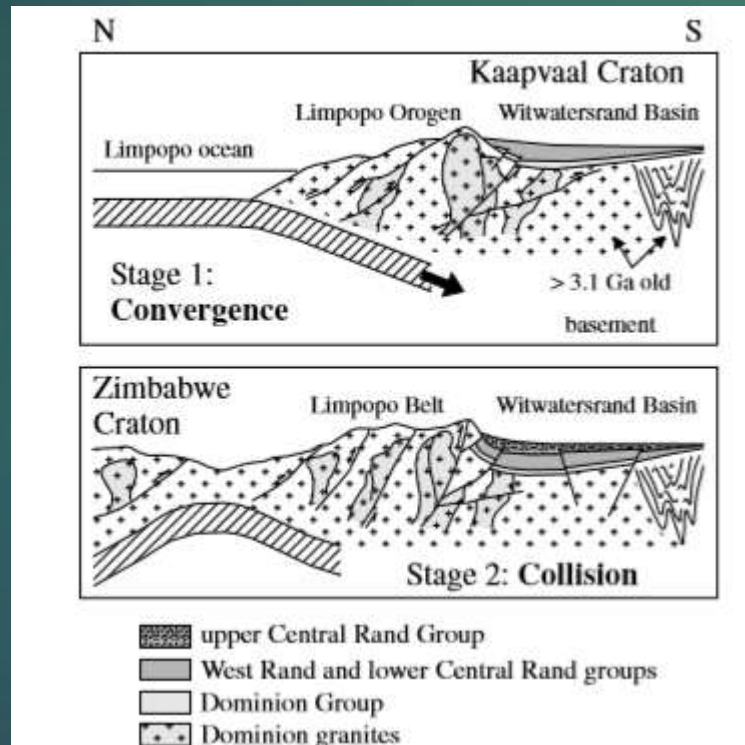 N
S
Kaapvaal Craton
Limpopo Orogen
Witwatersrand Basin
Limpopo ocean
Stage 1:
Convergence
> 3.1 Ga old
basement
Zimbabwe
Craton
Limpopo Belt
Witwatersrand Basin
Stage 2: Collision
upper Central Rand Group
West Rand and lower Central Rand groups
Dominion Group
Dominion granites